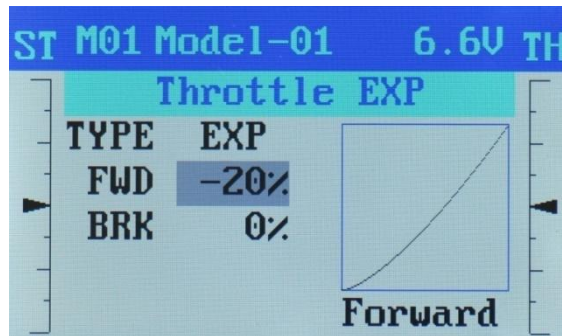 ST M01 Model-01 6.6V TH
Throttle EXP
TYPE EXP
FWD -20%
BRK 0%
Forward